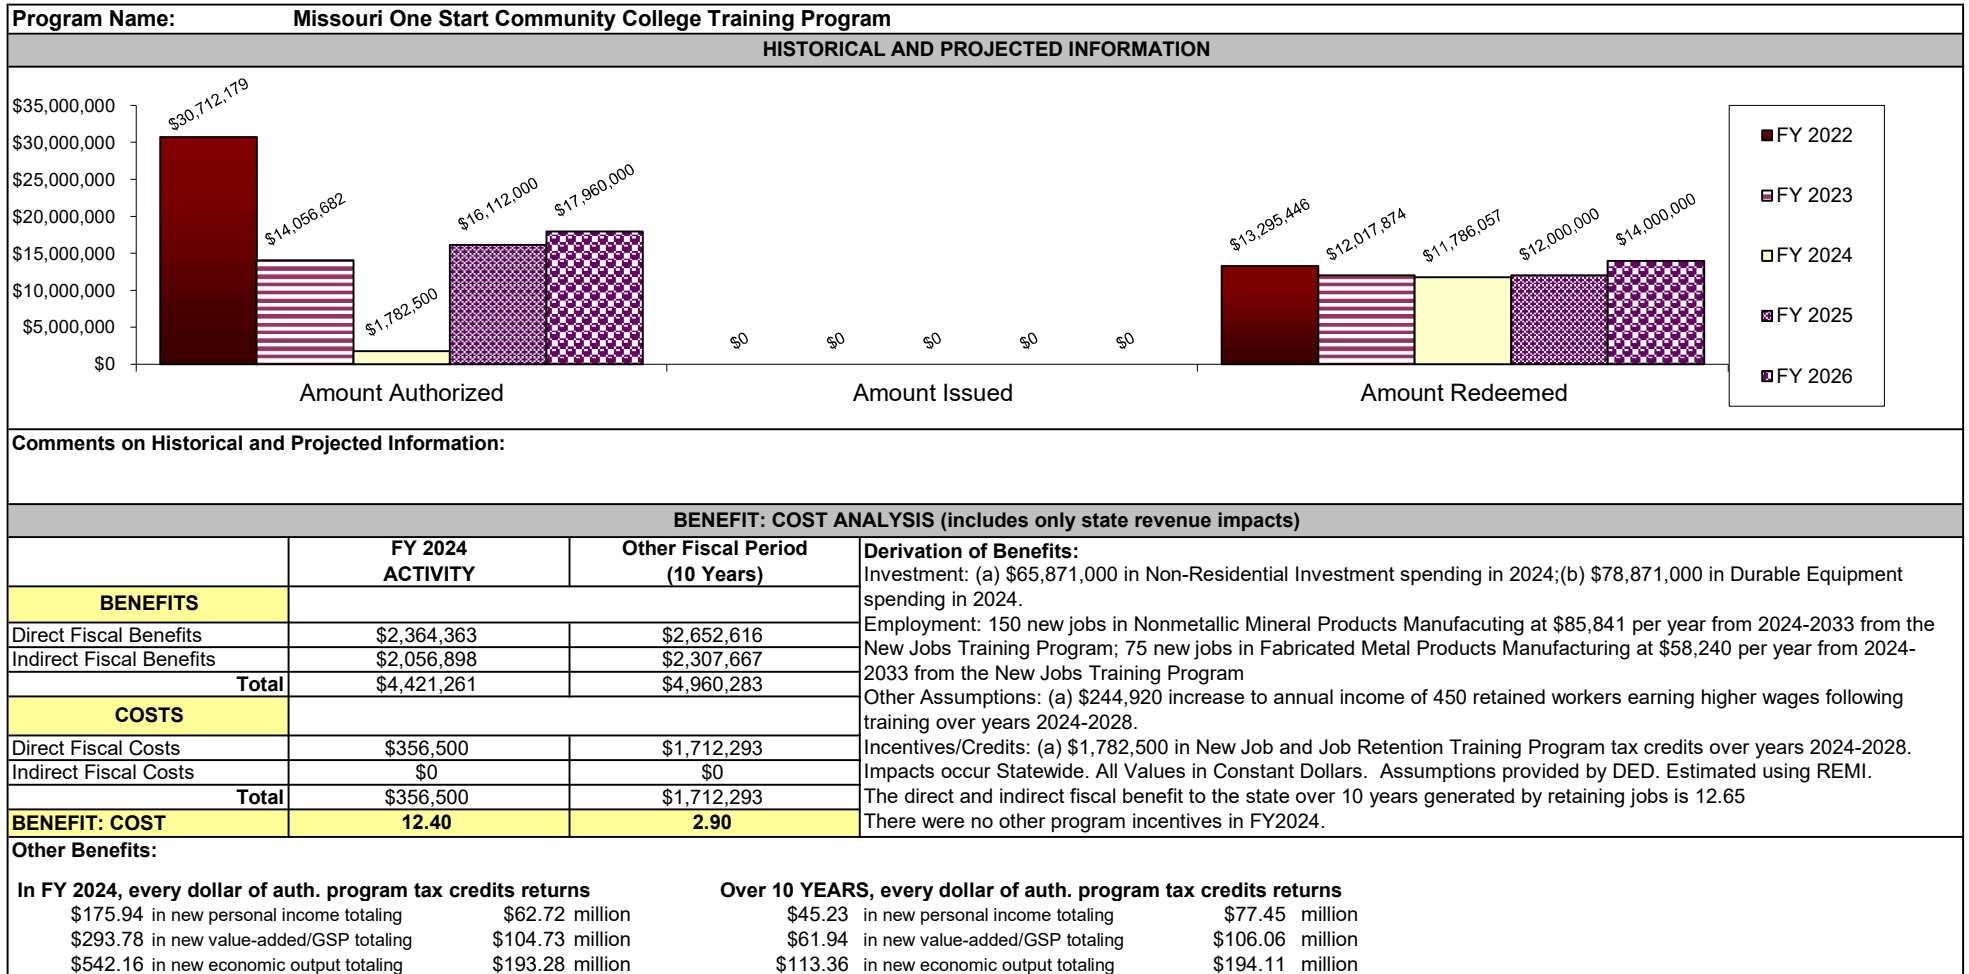 Program Name: Missouri One Start Community College Training Program
HISTORICAL AND PROJECTED INFORMATION
$35,000,000
$30,000,000
$25,000,000
$20,000,000
$15,000,000
$10,000,000
$5,000,000
$0
$30,712,179
$14,056,682
$1,782,500
$16,112,000
$17,960,000
$0
$0
$0
$0
$0
$13,295,446
$12,017,874
$11,786,057
$12,000,000
$14,000,000
Amount Authorized
Amount Issued
Amount Redeemed
FY 2022
FY 2023
FY 2024
FY 2025
FY 2026
Comments on Historical and Projected Information:
BENEFIT: COST ANALYSIS (includes only state revenue impacts)
FY 2024 Other Fiscal Period
ACTIVITY (10 Years)
BENEFITS
Direct Fiscal Benefits $2,364,363 $2,652,616
Indirect Fiscal Benefits $2,056,898 $2,307,667
Total $4,421,261 $4,960,283
COSTS
Direct Fiscal Costs $356,500 $1,712,293
Indirect Fiscal Costs $0 $0
Total $356,500 $1,712,293
BENEFIT: COST 12.40 2.90
Derivation of Benefits:
Investment: (a) $65,871,000 in Non-Residential Investment spending in 2024;(b) $78,871,000 in Durable Equipment
spending in 2024.
Employment: 150 new jobs in Nonmetallic Mineral Products Manufacuting at $85,841 per year from 2024-2033 from the
New Jobs Training Program; 75 new jobs in Fabricated Metal Products Manufacturing at $58,240 per year from 2024-
2033 from the New Jobs Training Program
Other Assumptions: (a) $244,920 increase to annual income of 450 retained workers earning higher wages following
training over years 2024-2028.
Incentives/Credits: (a) $1,782,500 in New Job and Job Retention Training Program tax credits over years 2024-2028.
Impacts occur Statewide. All Values in Constant Dollars. Assumptions provided by DED. Estimated using REMI.
The direct and indirect fiscal benefit to the state over 10 years generated by retaining jobs is 12.65
There were no other program incentives in FY2024.
Other Benefits:
In FY 2024, every dollar of auth. program tax credits returns
$175.94 in new personal income totaling $62.72 million
$293.78 in new value-added/GSP totaling $104.73 million
$542.16 in new economic output totaling $193.28 million
Over 10 YEARS, every dollar of auth. program tax credits returns
$45.23 in new personal income totaling $77.45 million
$61.94 in new value-added/GSP totaling $106.06 million
$113.36 in new economic output totaling $194.11 million